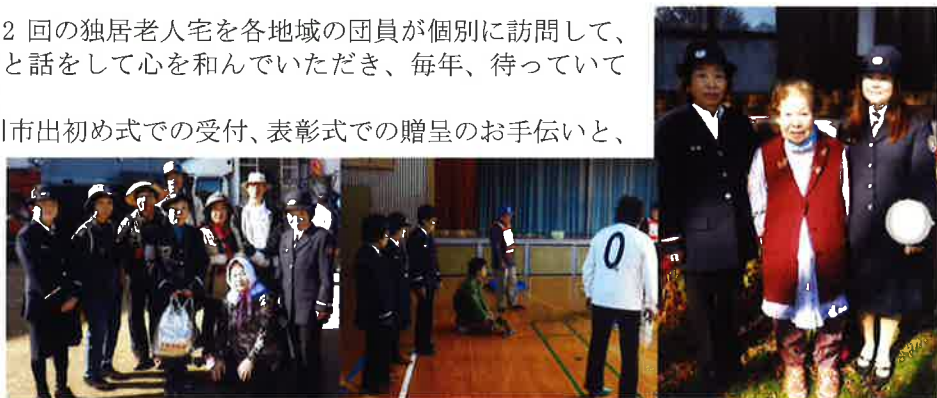 2 回の独居老人宅を各地域の団員が個別に訪問して、
と話をして心を和んでいただき、毎年、待っていて
市出初め式での受付、表彰式での贈呈のお手伝いと、
0